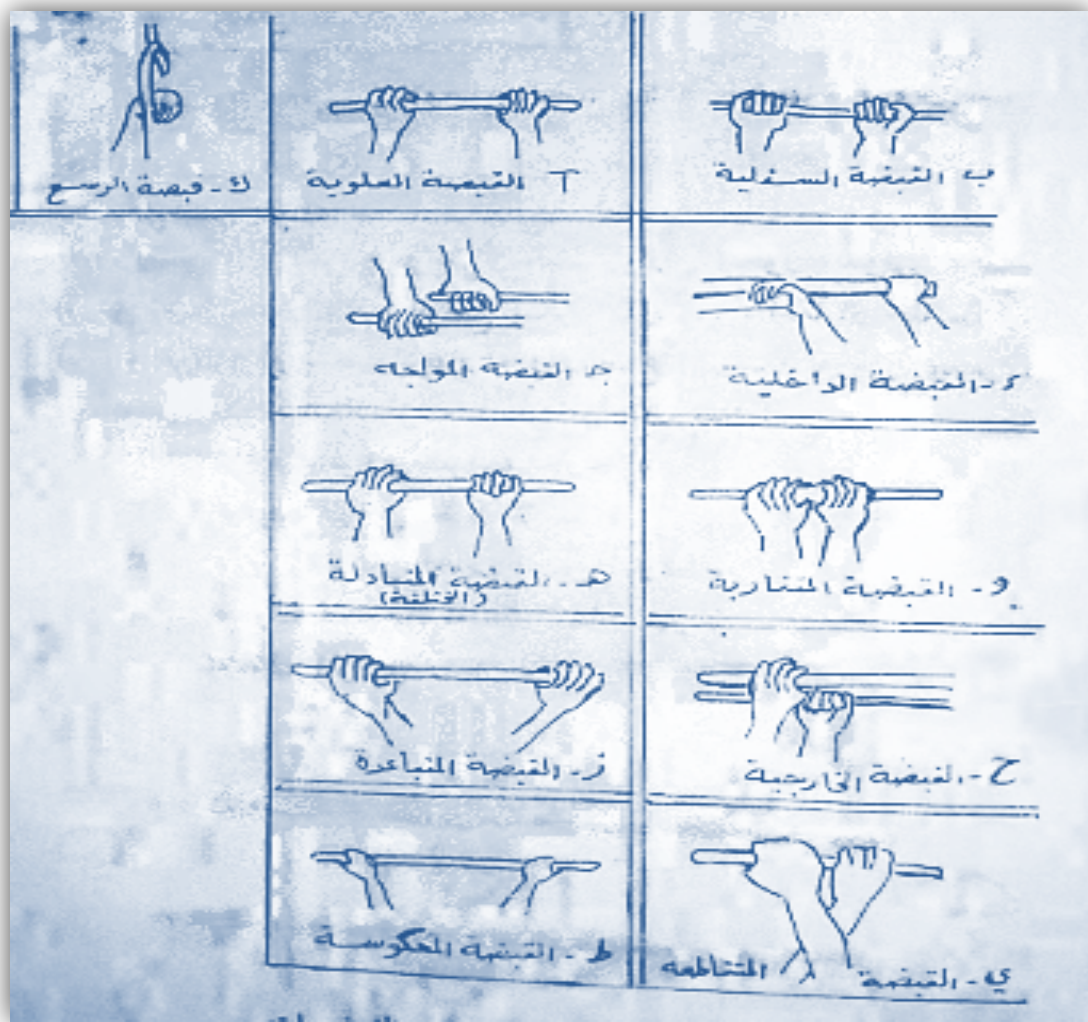 آ القبضة العلوية
ب القبضة السفلية
ك - قبضة الرسغ
جـ القبضة المواجه
د - القبضة الداخلية
هـ - القبضة المتبادلة
(المختلفة)
و - القبضة المتقاربة
ز - القبضة المتباعدة
ح - القبضة الخارجية
ط - القبضة المعكوسة
ي - القبضة المتقاطعه